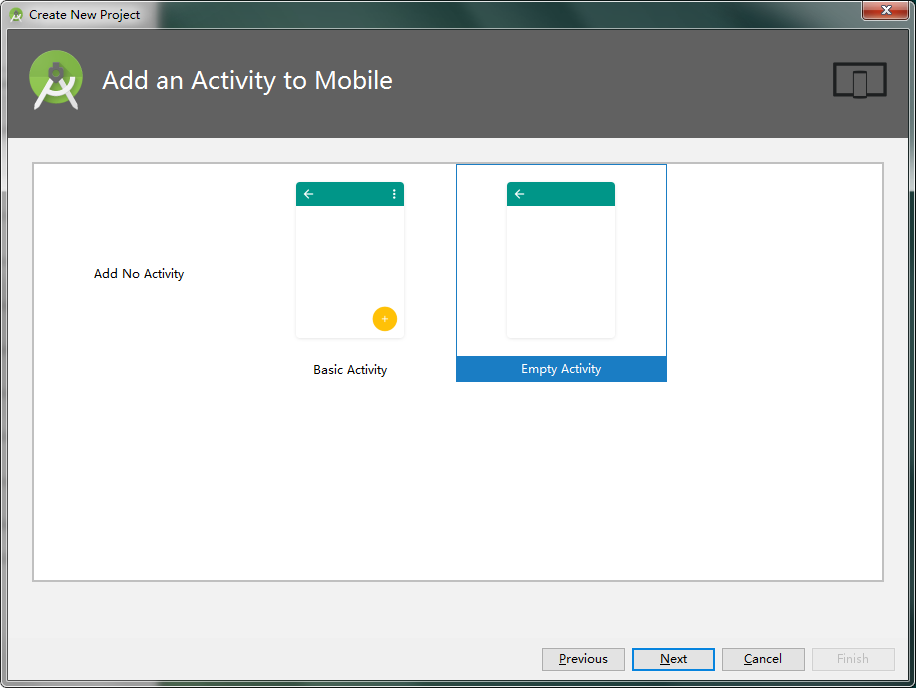 Create New Project
Add an Activity to Mobile
Add No Activity
Basic Activity
Empty Activity
Previous
Next
Cancel
Finish